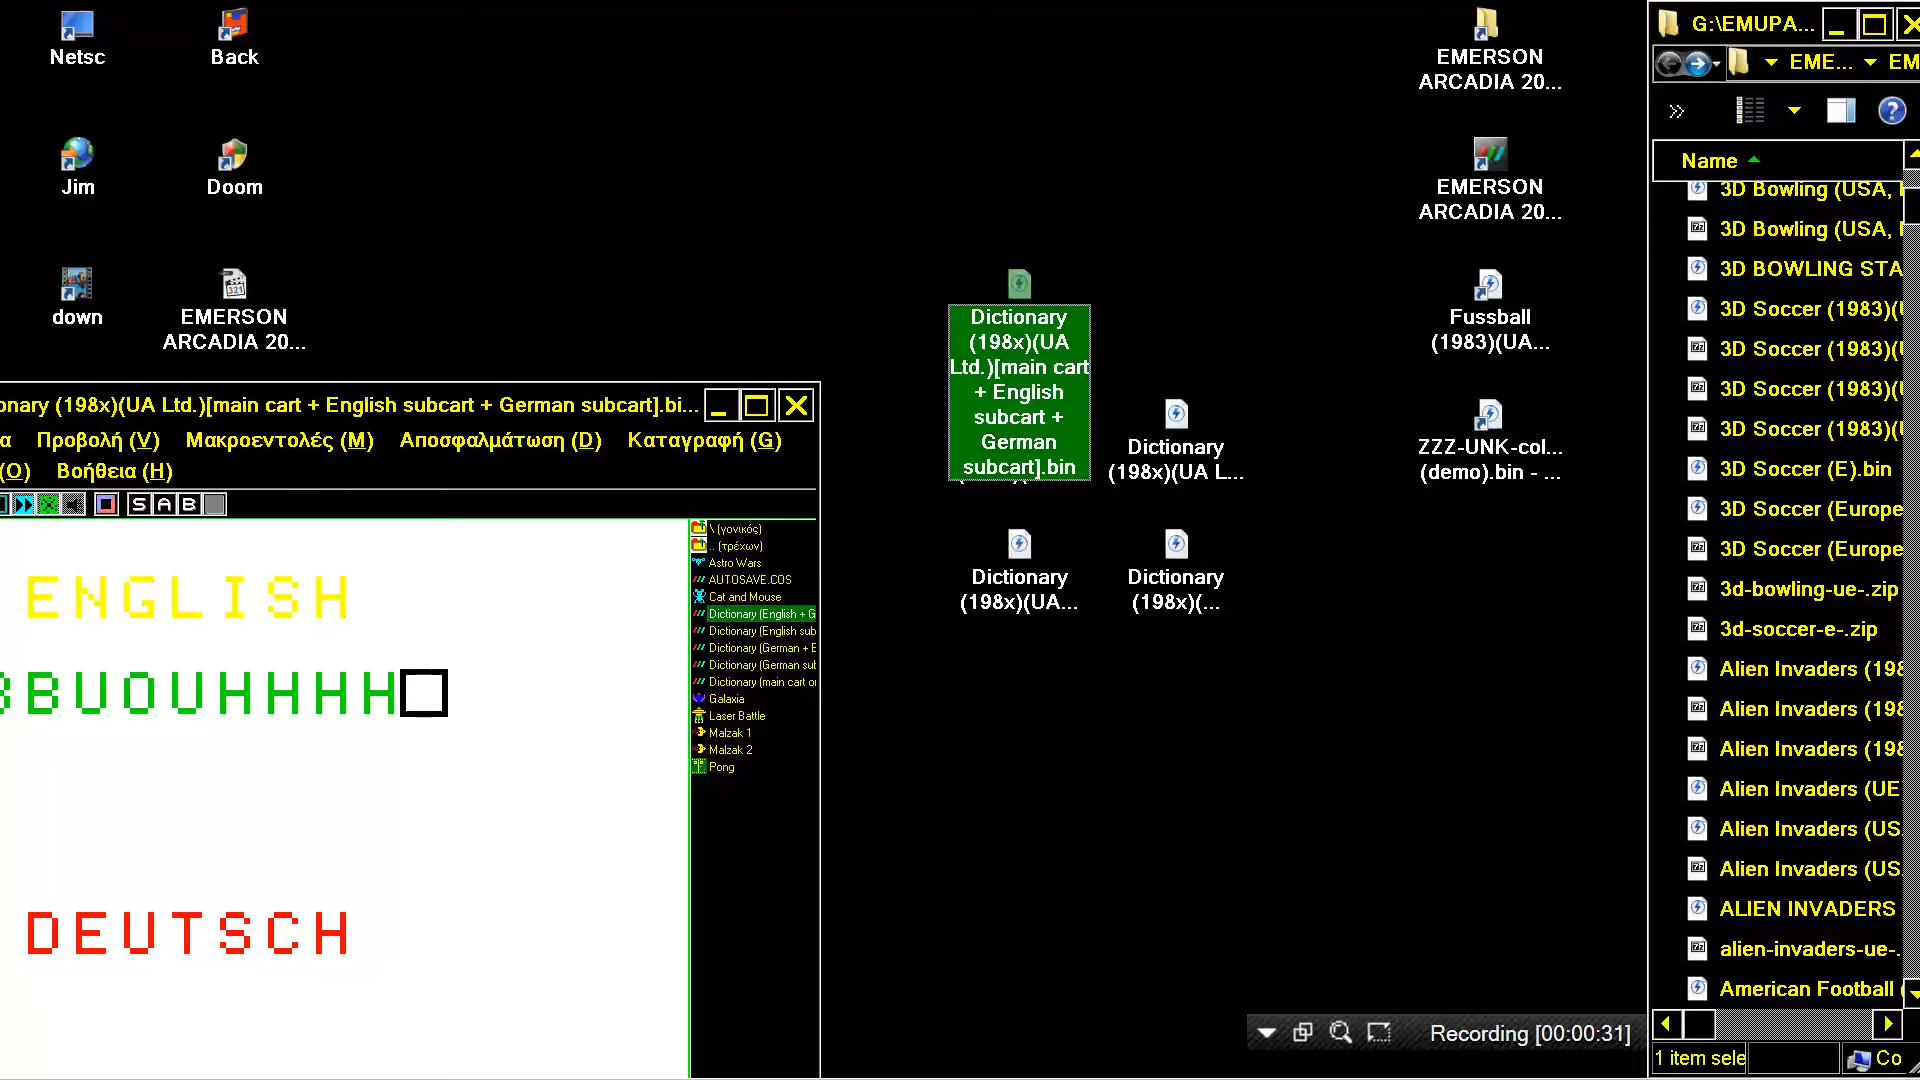 Netsc
Back
Jim
Doom
down
EMERSON
ARCADIA 20...
EMERSON
ARCADIA 20...
EMERSON
ARCADIA 20...
Fussball
(1983)(UA...
ZZZ-UNK-col...
(demo).bin - ...
Dictionary
(198x)(UA
Ltd.)[main cart
+ English
subcart +
German
subcart].bin
Dictionary
(198x)(UA L...
Dictionary
(198x)(UA...
Dictionary
(198x)(...
onary (198x)(UA Ltd.)[main cart + English subcart + German subcart].bi...
α Προβολή (V) Μακροεντολές (M) Αποσφαλμάτωση (D) Καταγραφή (G)
(O) Βοήθεια (H)
S A B
ENGLISH
BBUOUHHHH
DEUTSCH
\ (γονικός)
.. (τρέχων)
Astro Wars
AUTOSAVE.COS
Cat and Mouse
Dictionary (English + G
Dictionary (English sub
Dictionary (German + E
Dictionary (German sub
Dictionary (main cart o
Galaxia
Laser Battle
Malzak 1
Malzak 2
Pong
G:\EMUPA...
EME... EM
»
Name
3D Bowling (USA,
3D Bowling (USA,
3D BOWLING STA
3D Soccer (1983)(
3D Soccer (1983)(
3D Soccer (1983)(
3D Soccer (1983)(
3D Soccer (E).bin
3D Soccer (Europe
3D Soccer (Europe
3d-bowling-ue-.zip
3d-soccer-e-.zip
Alien Invaders (198
Alien Invaders (198
Alien Invaders (198
Alien Invaders (UE
Alien Invaders (US
Alien Invaders (US
ALIEN INVADERS
alien-invaders-ue-.
American Football (
1 item sele
Co
Recording [00:00:31]